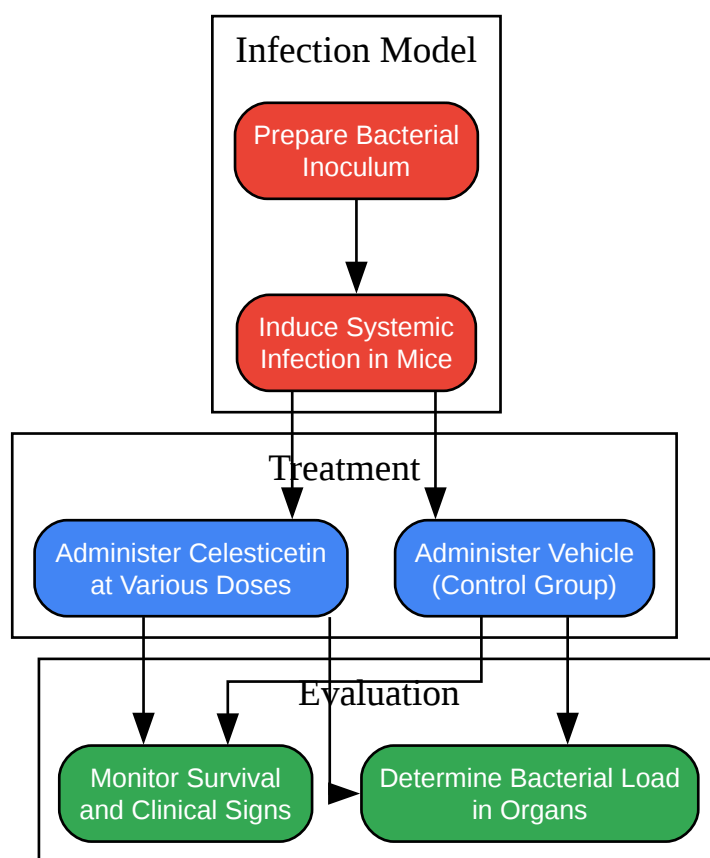 Infection Model
Prepare Bacterial
Inoculum
Induce Systemic
Infection in Mice
Treatment
Administer Celesticetin
at Various Doses
Administer Vehicle
(Control Group)
Evaluation
Monitor Survival
and Clinical Signs
Determine Bacterial Load
in Organs